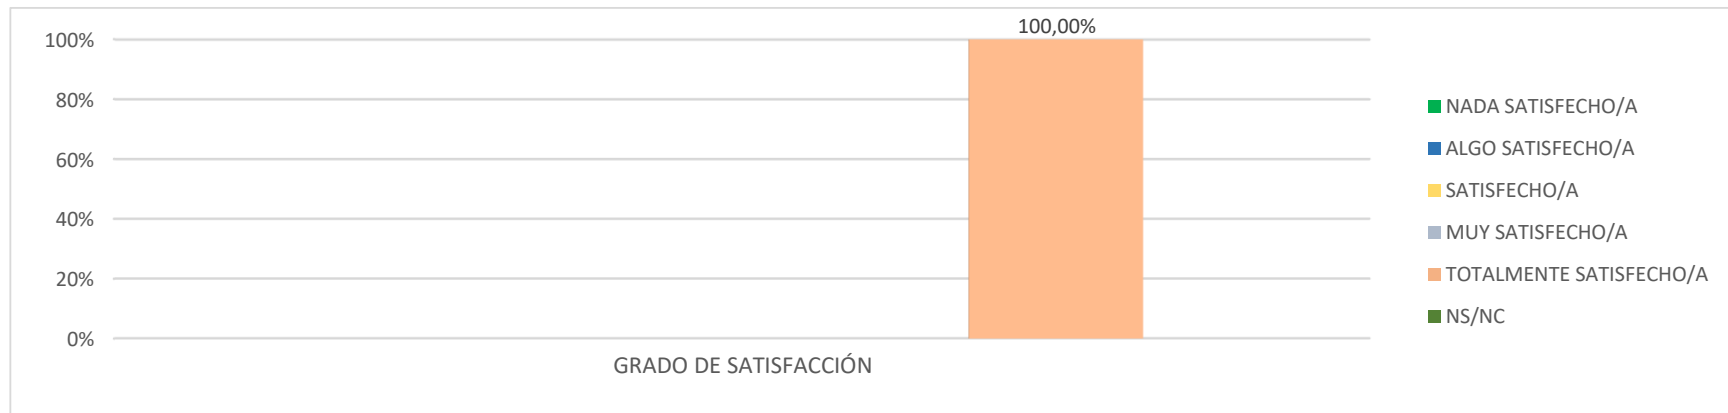 100,00%
100%
80%
60%
40%
20%
0%
GRADO DE SATISFACCIÓN
NADA SATISFECHO/A
ALGO SATISFECHO/A
SATISFECHO/A
MUY SATISFECHO/A
TOTALMENTE SATISFECHO/A
NS/NC